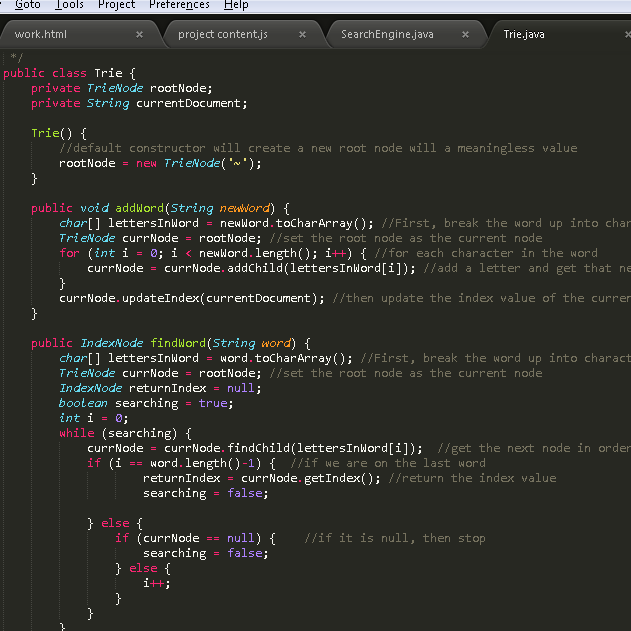 Goto Tools Project Preferences Help
work.html × project content.js × SearchEngine.java × Trie.java ×
*/
public class Trie {
private TrieNode rootNode;
private String currentDocument;
Trie() {
//default constructor will create a new root node will a meaningless value
rootNode = new TrieNode('~');
}
public void addWord(String newWord) {
char[] lettersInWord = newWord.toCharArray(); //First, break the word up into char
TrieNode currNode = rootNode; //set the root node as the current node
for (int i = 0; i < newWord.length(); i++) { //for each character in the word
currNode = currNode.addChild(lettersInWord[i]); //add a letter and get that ne
}
currNode.updateIndex(currentDocument); //then update the index value of the curren
}
public IndexNode findWord(String word) {
char[] lettersInWord = word.toCharArray(); //First, break the word up into charact
TrieNode currNode = rootNode; //set the root node as the current node
IndexNode returnIndex = null;
boolean searching = true;
int i = 0;
while (searching) {
currNode = currNode.findChild(lettersInWord[i]); //get the next node in order
if (i == word.length()-1) { //if we are on the last word
returnIndex = currNode.getIndex(); //return the index value
searching = false;
} else {
if (currNode == null) { //if it is null, then stop
searching = false;
} else {
i++;
}
}
}